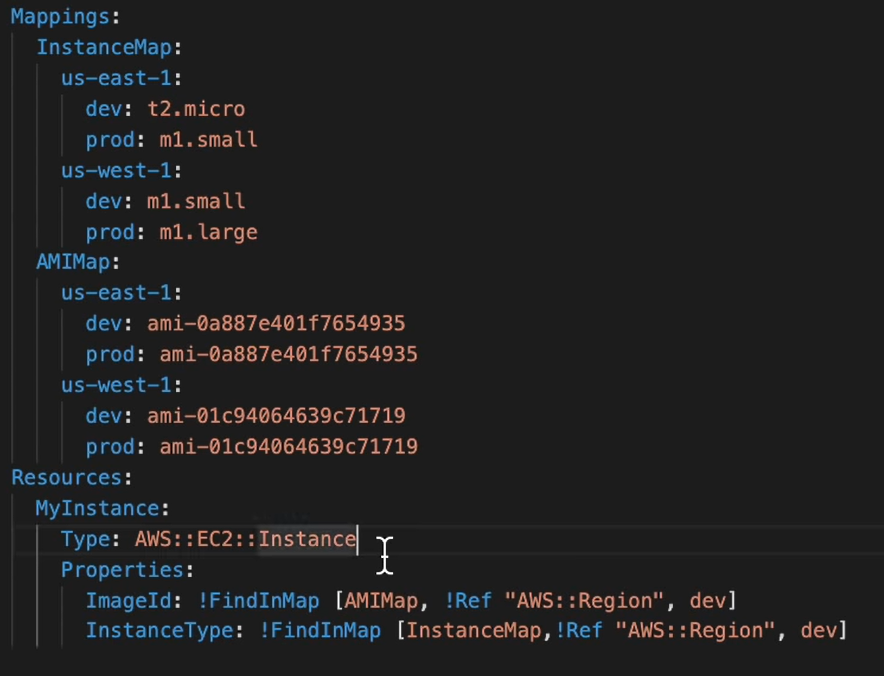 Mappings:
  InstanceMap:
    us-east-1:
      dev: t2.micro
      prod: m1.small
    us-west-1:
      dev: m1.small
      prod: m1.large
  AMIMap:
    us-east-1:
      dev: ami-0a887e401f7654935
      prod: ami-0a887e401f7654935
    us-west-1:
      dev: ami-01c94064639c71719
      prod: ami-01c94064639c71719
Resources:
  MyInstance:
    Type: AWS::EC2::Instance
    Properties:
      ImageId: !FindInMap [AMIMap, !Ref "AWS::Region", dev]
      InstanceType: !FindInMap [InstanceMap,!Ref "AWS::Region", dev]